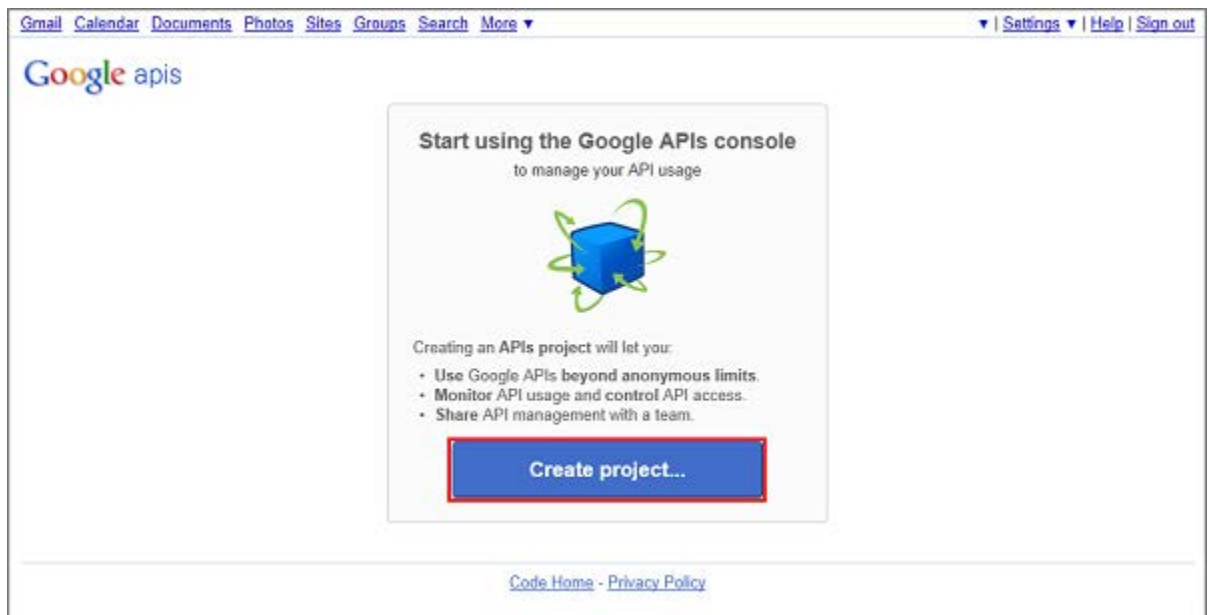 Gmail Calendar Documents Photos Sites Groups Search More ▼ ▼ | Settings ▼ | Help | Sign out
Google apis
Start using the Google APIs console
to manage your API usage
Creating an APIs project will let you:
• Use Google APIs beyond anonymous limits.
• Monitor API usage and control API access.
• Share API management with a team.
Create project...
Code Home - Privacy Policy